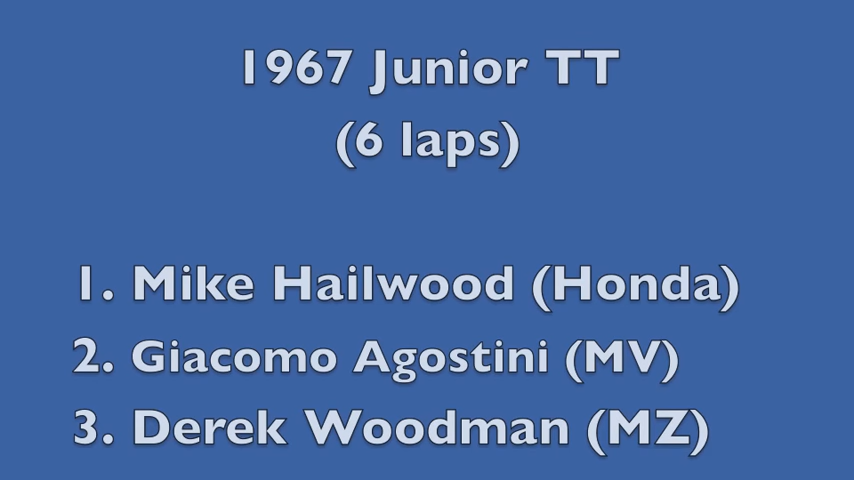 1967 Junior TT
(6 laps)
1. Mike Hailwood (Honda)
2. Giacomo Agostini (MV)
3. Derek Woodman (MZ)